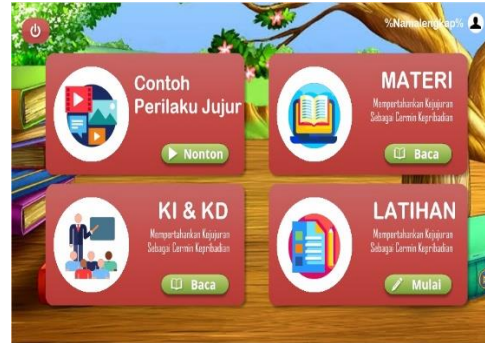 %Namalengkap%
Contoh
Perilaku Jujur
Nonton
MATERI
Mempertahankan Kejujuran
Sebagai Cermin Kepribadian
Baca
KI & KD
Mempertahankan Kejujuran
Sebagai Cermin Kepribadian
Baca
LATIHAN
Mempertahankan Kejujuran
Sebagai Cermin Kepribadian
Mulai